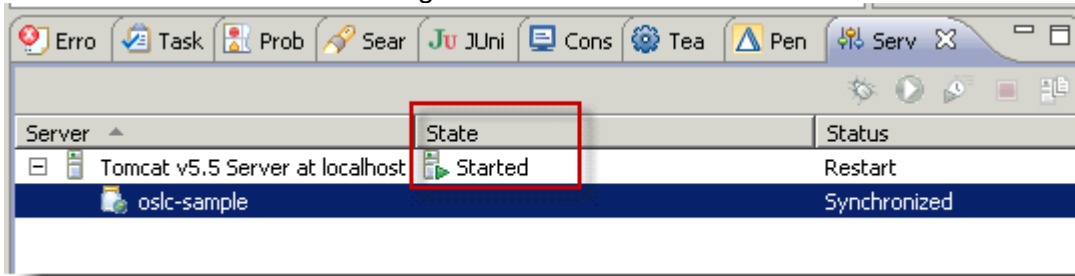 Erro Task Prob Sear Ju JUni Cons Tea Pen Serv
Server State Status
Tomcat v5.5 Server at localhost Started Restart
oslc-sample Synchronized